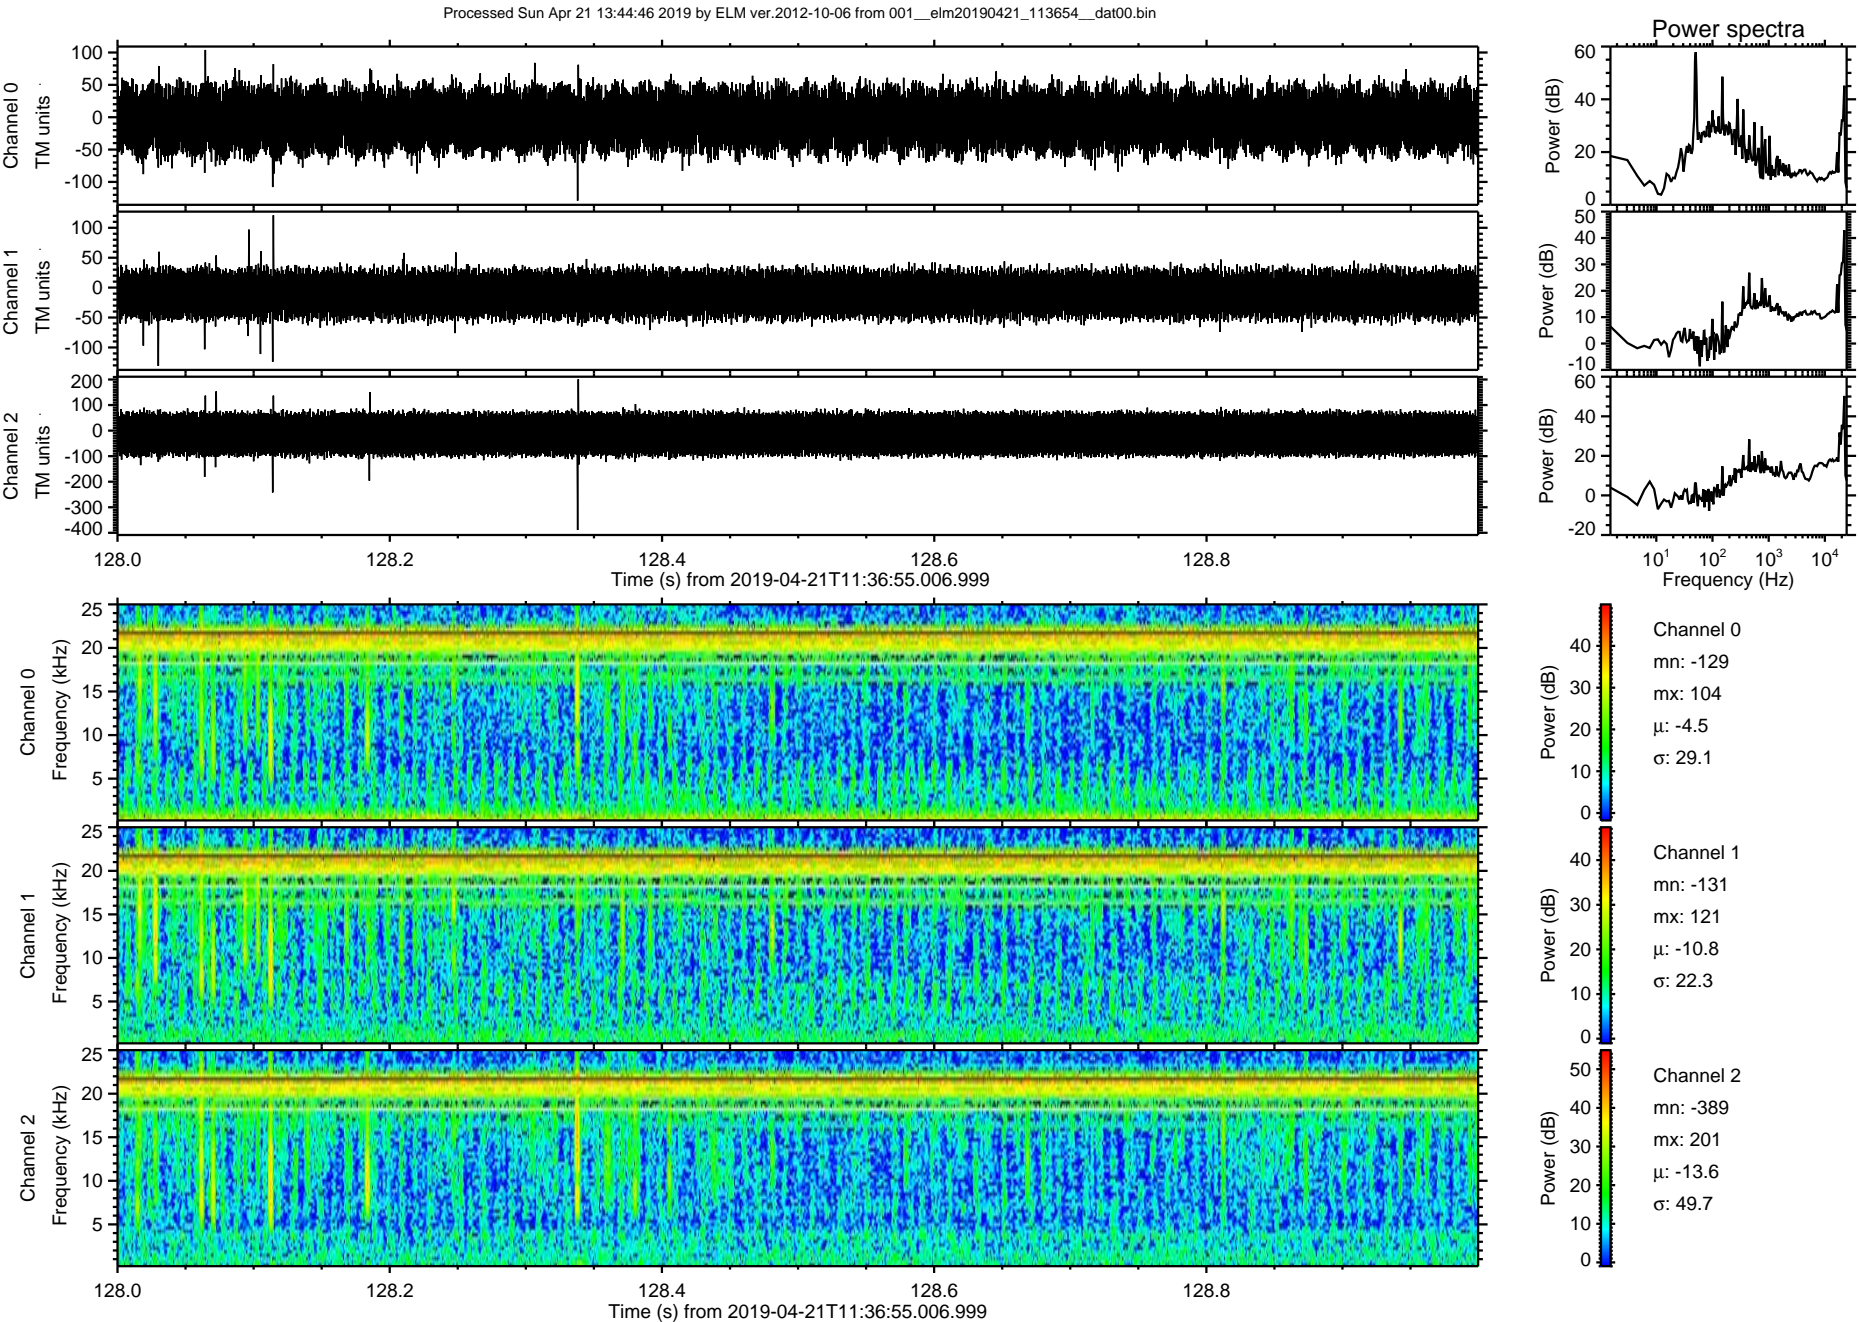 Processed Sun Apr 21 13:44:46 2019 by ELM ver.2012-10-06 from 001__elm20190421_113654__dat00.bin
Power spectra
Channel 0
TM units
100
50
0
-50
-100
Power (dB)
60
40
20
0
Channel 1
TM units
100
50
0
-50
-100
Power (dB)
50
40
30
20
10
0
-10
Channel 2
TM units
200
100
0
-100
-200
-300
-400
Power (dB)
60
40
20
0
-20
128.0 128.2 128.4 128.6 128.8
Time (s) from 2019-04-21T11:36:55.006.999
10¹ 10² 10³ 10⁴
Frequency (Hz)
Channel 0
Frequency (kHz)
25
20
15
10
5
Power (dB)
40
30
20
10
0
Channel 0
mn: -129
mx: 104
μ: -4.5
σ: 29.1
Channel 1
Frequency (kHz)
25
20
15
10
5
Power (dB)
40
30
20
10
0
Channel 1
mn: -131
mx: 121
μ: -10.8
σ: 22.3
Channel 2
Frequency (kHz)
25
20
15
10
5
Power (dB)
50
40
30
20
10
0
Channel 2
mn: -389
mx: 201
μ: -13.6
σ: 49.7
128.0 128.2 128.4 128.6 128.8
Time (s) from 2019-04-21T11:36:55.006.999